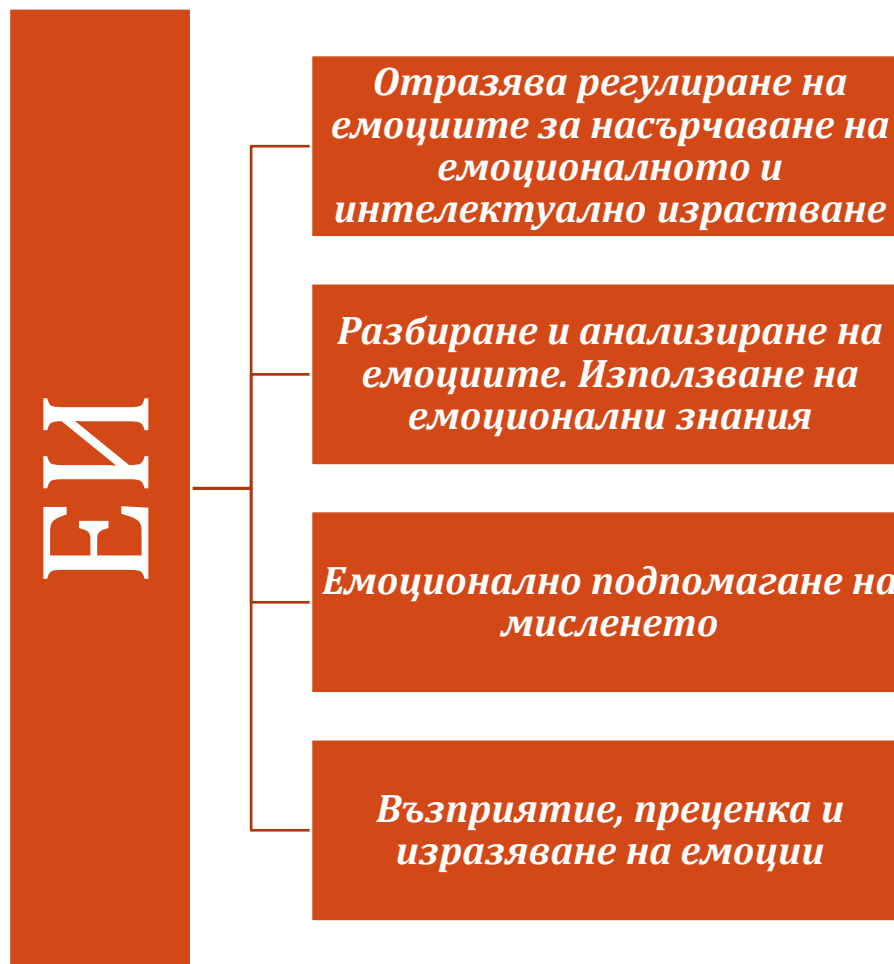 ЕИ
Отразява регулиране на
емоциите за насърчаване на
емоционалното и
интелектуално израстване
Разбиране и анализиране на
емоциите. Използване на
емоционални знания
Емоционално подпомагане на
мисленето
Възприятие, преценка и
изразяване на емоции